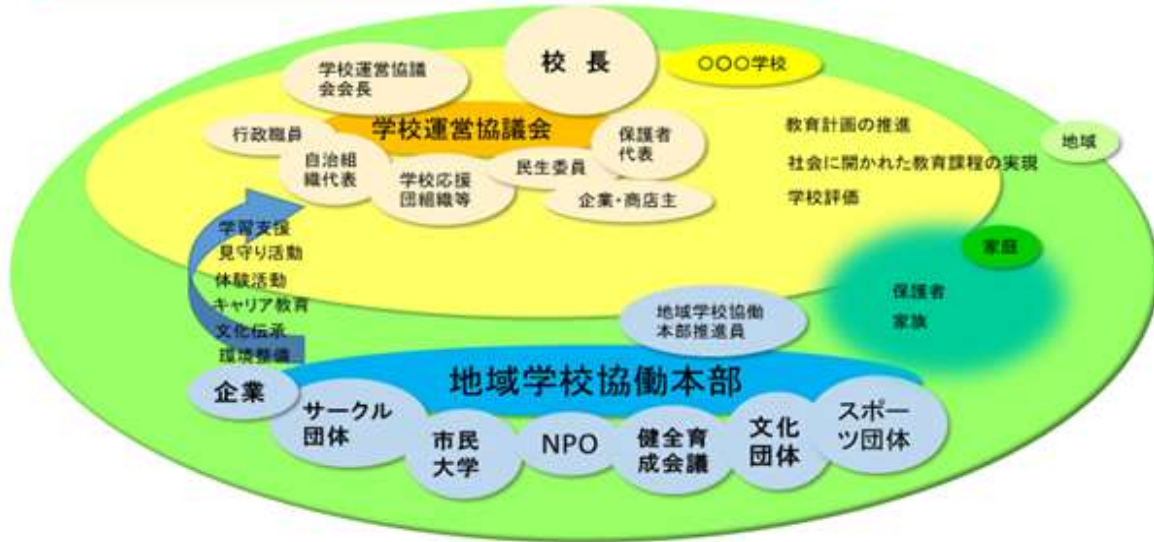 校 長
〇〇〇学校
学校運営協議
会会長
学校運営協議会
行政職員
保護者
代表
自治組
織代表
学校応援
団組織等
民生委員
企業・商店主
教育計画の推進
社会に開かれた教育課程の実現
学校評価
地域
学習支援
見守り活動
体験活動
キャリア教育
文化伝承
環境整備
家庭
保護者
家族
地域学校協働
本部推進員
地域学校協働本部
企業
サークル
団体
市民
大学
NPO
健全育
成会議
文化
団体
スポー
ツ団体